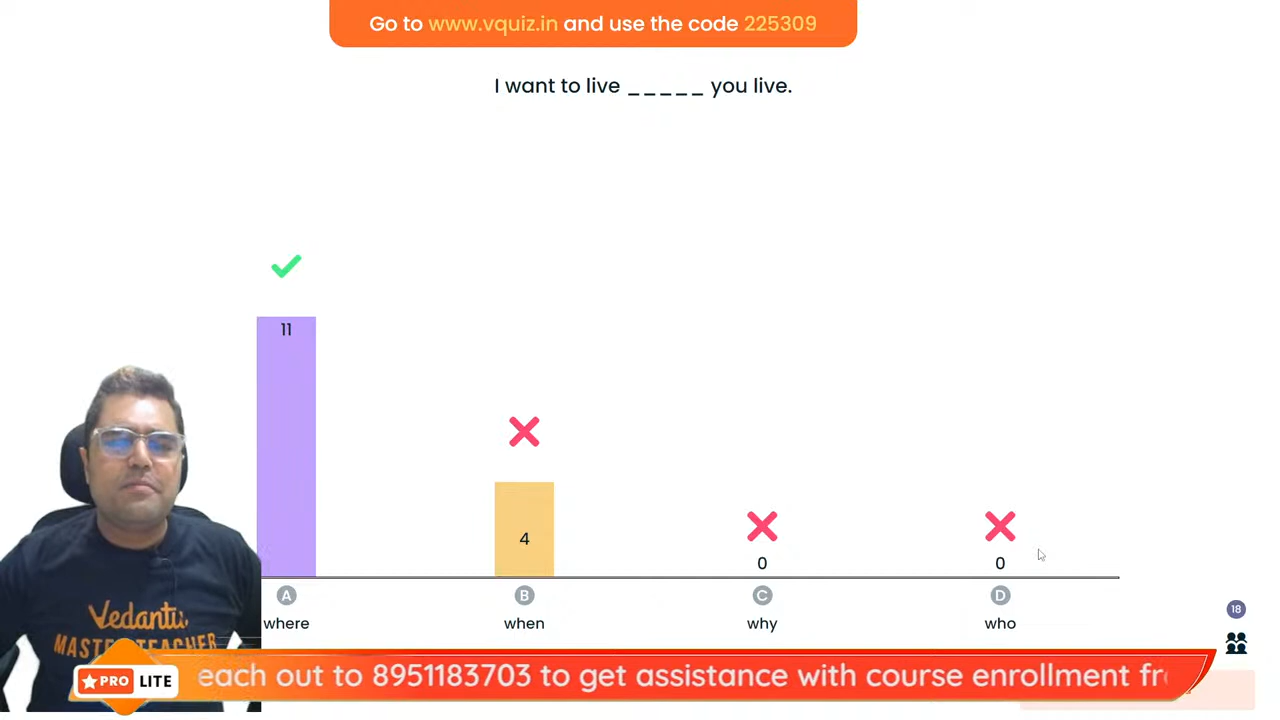 Go to www.vquiz.in and use the code 225309
I want to live _ _ _ _ _ you live.
11
4
0
0
A
B
C
D
where
when
why
who
18
Vedantu
MASTER TEACHER
PRO LITE
each out to 8951183703 to get assistance with course enrollment